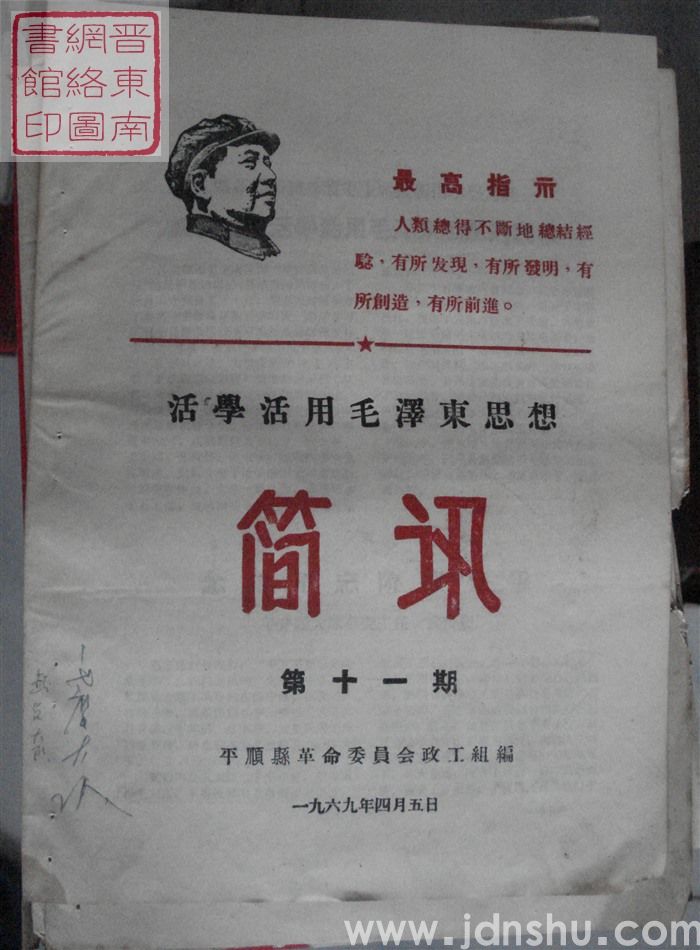 晋東南
網絡圖
書館印
最高指示
人類總得不斷地總結經
驗，有所发現，有所發明，有
所創造，有所前進。
活學活用毛澤東思想
简讯
第十一期
平順縣革命委員会政工組編
一九六九年四月五日
大队
www.jdnshu.com